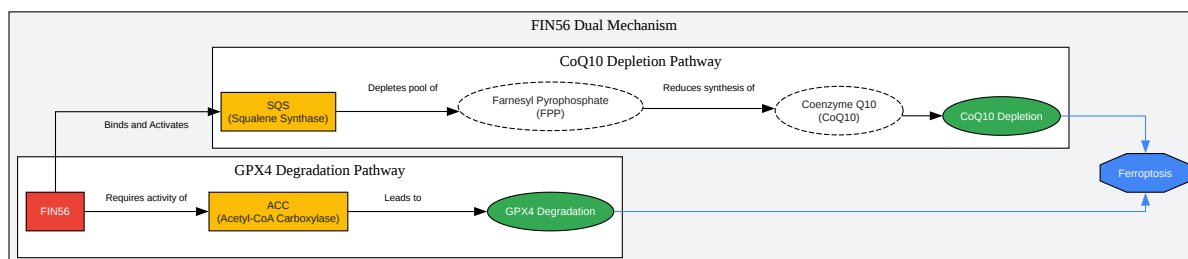 FIN56 Dual Mechanism
CoQ10 Depletion Pathway
SQS
(Squalene Synthase)
Depletes pool of
Farnesyl Pyrophosphate
(FPP)
Reduces synthesis of
Coenzyme Q10
(CoQ10)
CoQ10 Depletion
Binds and Activates
GPX4 Degradation Pathway
FIN56
Requires activity of
ACC
(Acetyl-CoA Carboxylase)
Leads to
GPX4 Degradation
Ferroptosis